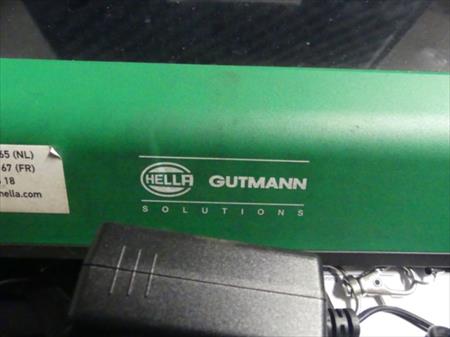 65 (NL)
67 (FR)
18
hella.com
HELLA GUTMANN
SOLUTIONS